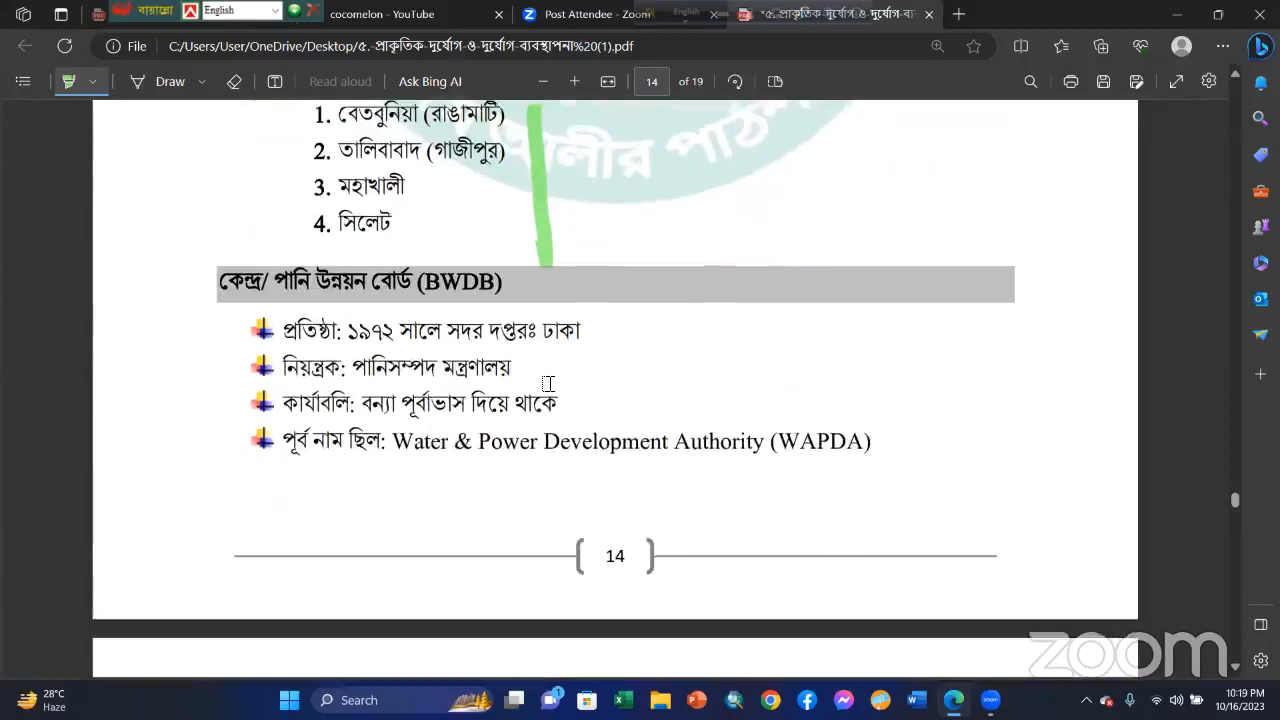 বায়ান্নো
English
cocomelon - YouTube
Post Attendee - Zoom
English
৫. প্রাকৃতিক দুর্যোগ ও দুর্যোগ-ব্য
File
C:/Users/User/OneDrive/Desktop/৫.-প্রাকৃতিক-দুর্যোগ-ও-দুর্যোগ-ব্যবস্থাপনা%20(1).pdf
Draw
Read aloud
Ask Bing AI
14 of 19
1. বেতবুনিয়া (রাঙামাটি)
2. তালিবাবাদ (গাজীপুর)
3. মহাখালী
4. সিলেট
কেন্দ্র/ পানি উন্নয়ন বোর্ড (BWDB)
প্রতিষ্ঠা: ১৯৭২ সালে সদর দপ্তরঃ ঢাকা
নিয়ন্ত্রক: পানিসম্পদ মন্ত্রণালয়
কার্যাবলি: বন্যা পূর্বাভাস দিয়ে থাকে
পূর্ব নাম ছিল: Water & Power Development Authority (WAPDA)
14
zoom
28°C
Haze
Search
10:19 PM
10/16/2023